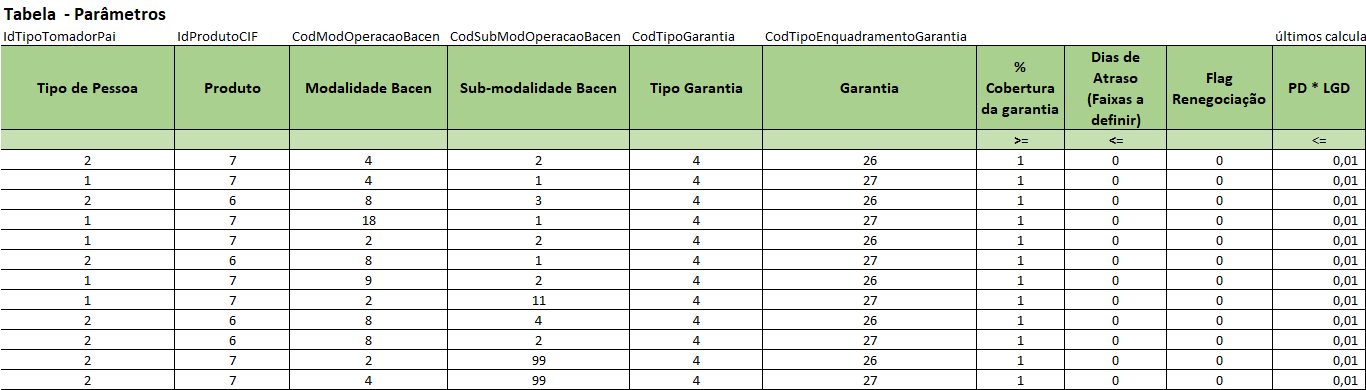 Tabela - Parâmetros
IdTipoTomadorPai IdProdutoCIF CodModOperacaoBacen CodSubModOperacaoBacen CodTipoGarantia CodTipoEnquadramentoGarantia últimos calcula
Tipo de Pessoa Produto Modalidade Bacen Sub-modalidade Bacen Tipo Garantia Garantia % Cobertura da garantia Dias de Atraso (Faixas a definir) Flag Renegociação PD * LGD
>= <= <=
2 7 4 2 4 26 1 0 0 0,01
1 7 4 1 4 27 1 0 0 0,01
2 6 8 3 4 26 1 0 0 0,01
1 7 18 1 4 27 1 0 0 0,01
1 7 2 2 4 26 1 0 0 0,01
2 6 8 1 4 27 1 0 0 0,01
1 7 9 2 4 26 1 0 0 0,01
1 7 2 11 4 27 1 0 0 0,01
2 6 8 4 4 26 1 0 0 0,01
2 6 8 2 4 27 1 0 0 0,01
2 7 2 99 4 26 1 0 0 0,01
2 7 4 99 4 27 1 0 0 0,01